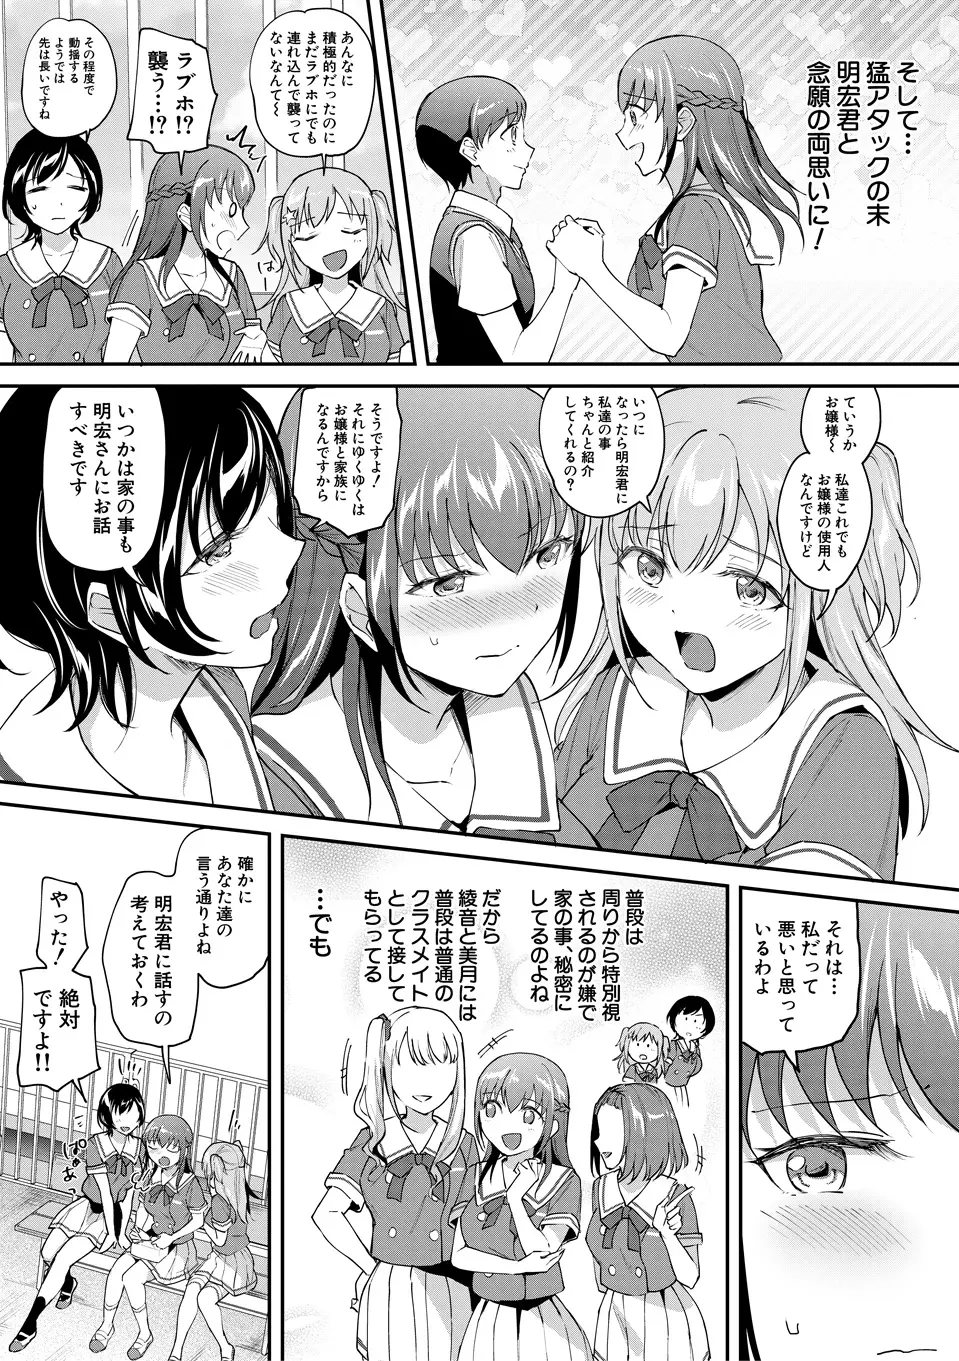 そして…
猛アタックの末
明宏君と
念願の両思いに！
あんなに
積極的だったのに
まだラブホにでも
連れ込んで襲って
ないなんて～
ラブホ!?
襲う…!?
その程度で
動揺する
ようでは
先は長いですね
ていうか
お嬢様～
私達これでも
お嬢様の使用人
なんですけど
いつに
なったら明宏君に
私達の事
ちゃんと紹介
してくれるの？
そうですよ！
それにゆくゆくは
お嬢様と家族に
なるんですから
いつかは家の事も
明宏さんにお話
すべきです
それは…
私だって
悪いと思って
いるわよ
普段は
周りから特別視
されるのが嫌で
家の事、秘密に
してるのよね
だから
綾音と美月には
普段は普通の
クラスメイト
として接して
もらってる
…でも
確かに
あなた達の
言う通りよね
明宏君に話すの
考えておくわ
やった！
絶対
ですよ!!
ぱぁあっ